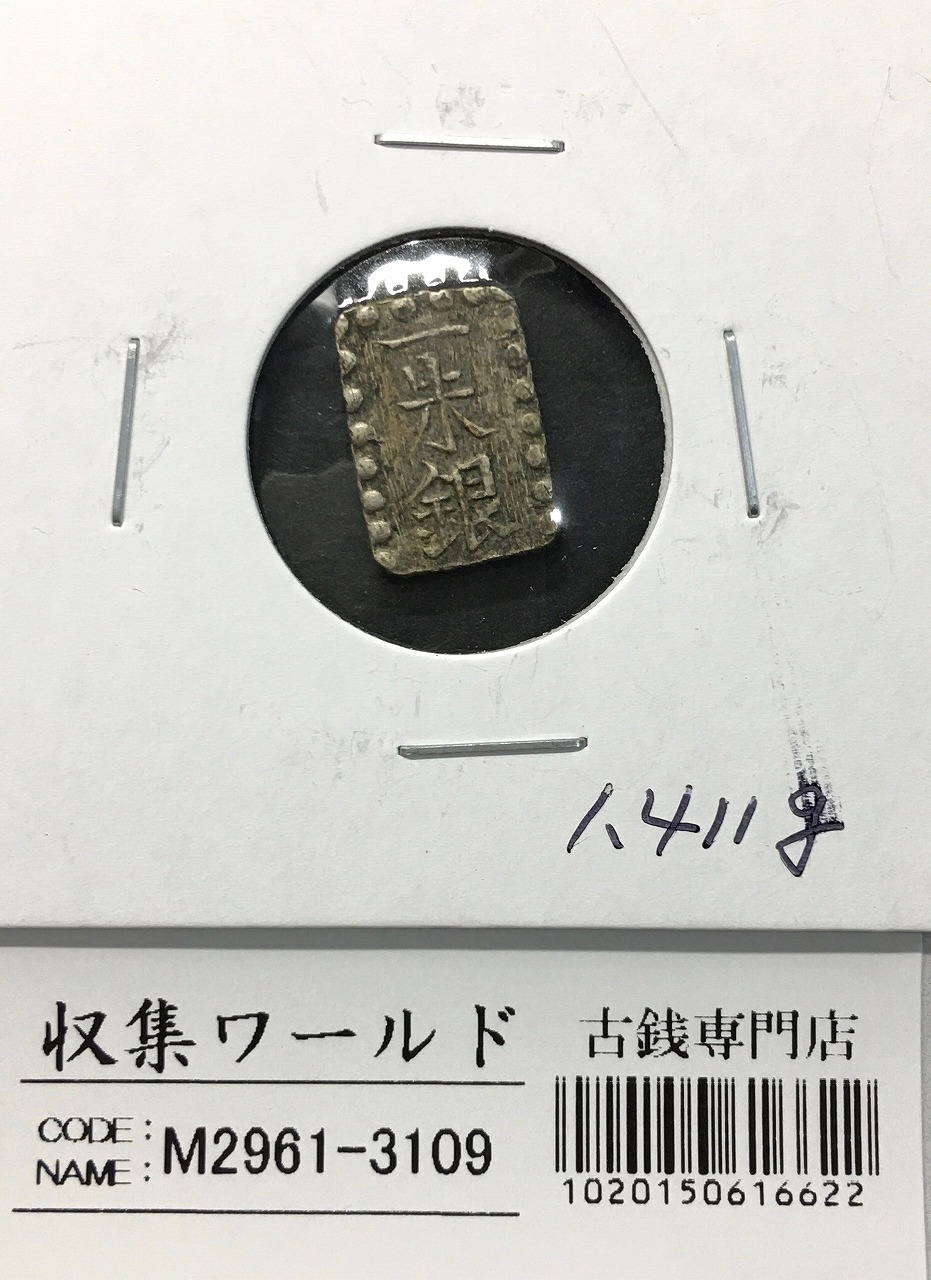 一朱銀
1.411g
収集ワールド
古銭専門店
CODE:
NAME:
M2961-3109
1020150616622